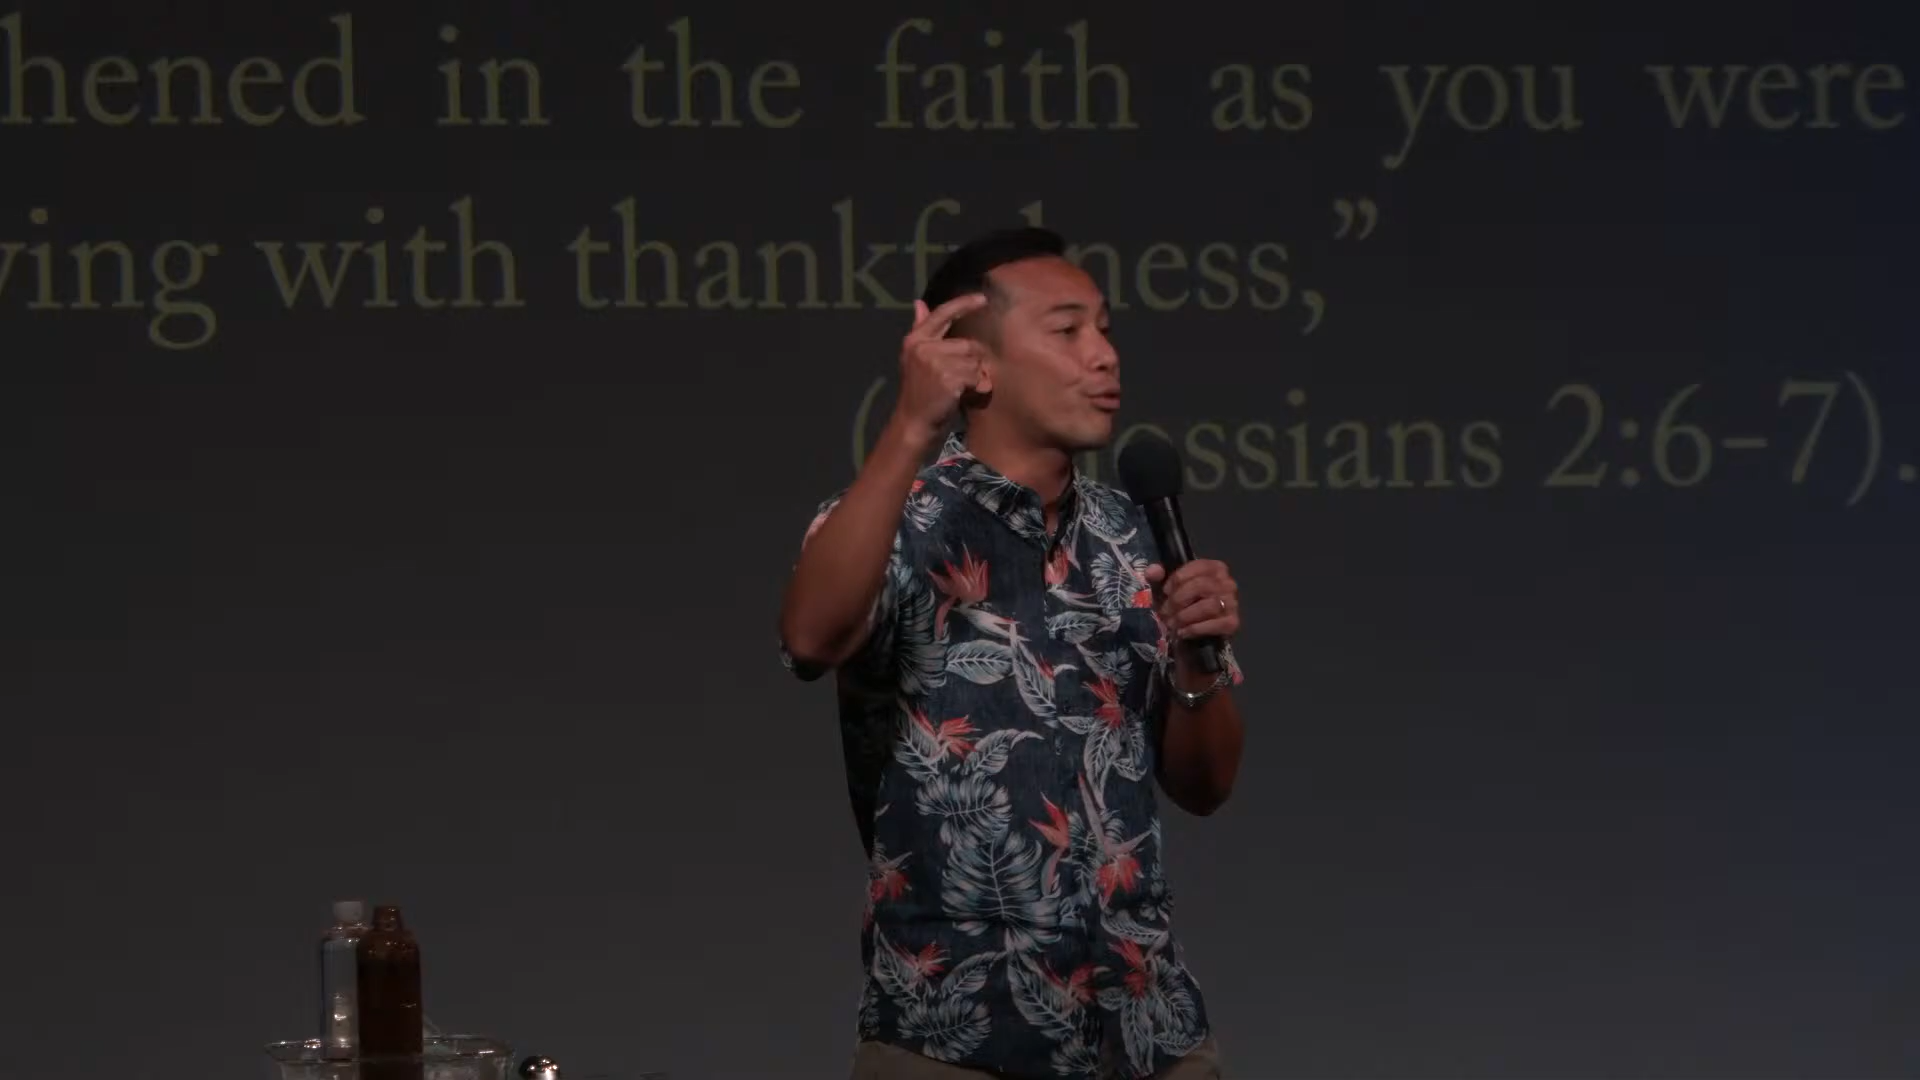 hened in the faith as you were
ving with thankf ness,”
( ossians 2:6-7).